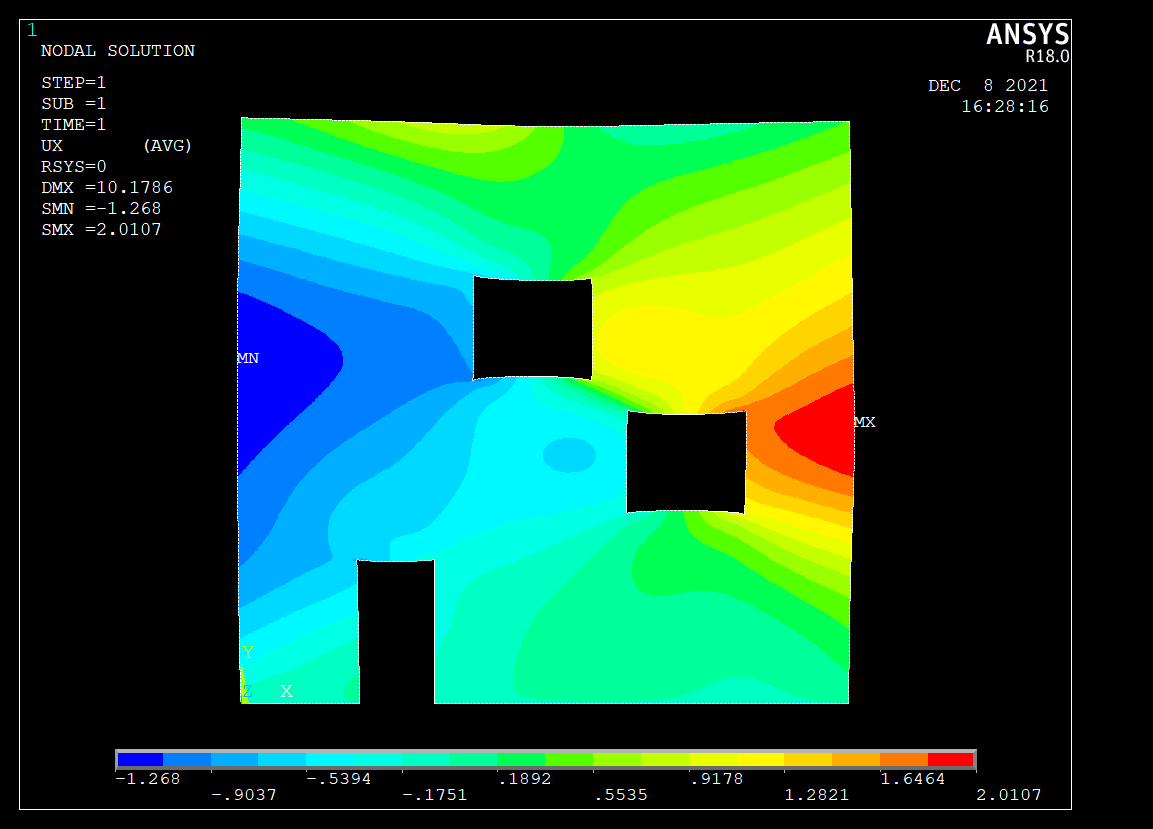 1
ANSYS
R18.0
NODAL SOLUTION
STEP=1
SUB =1
TIME=1
UX (AVG)
RSYS=0
DMX =10.1786
SMN =-1.268
SMX =2.0107
DEC 8 2021
16:28:16
MN
MX
Y
Z X
-1.268 -.5394 .1892 .9178 1.6464
-.9037 -.1751 .5535 1.2821 2.0107